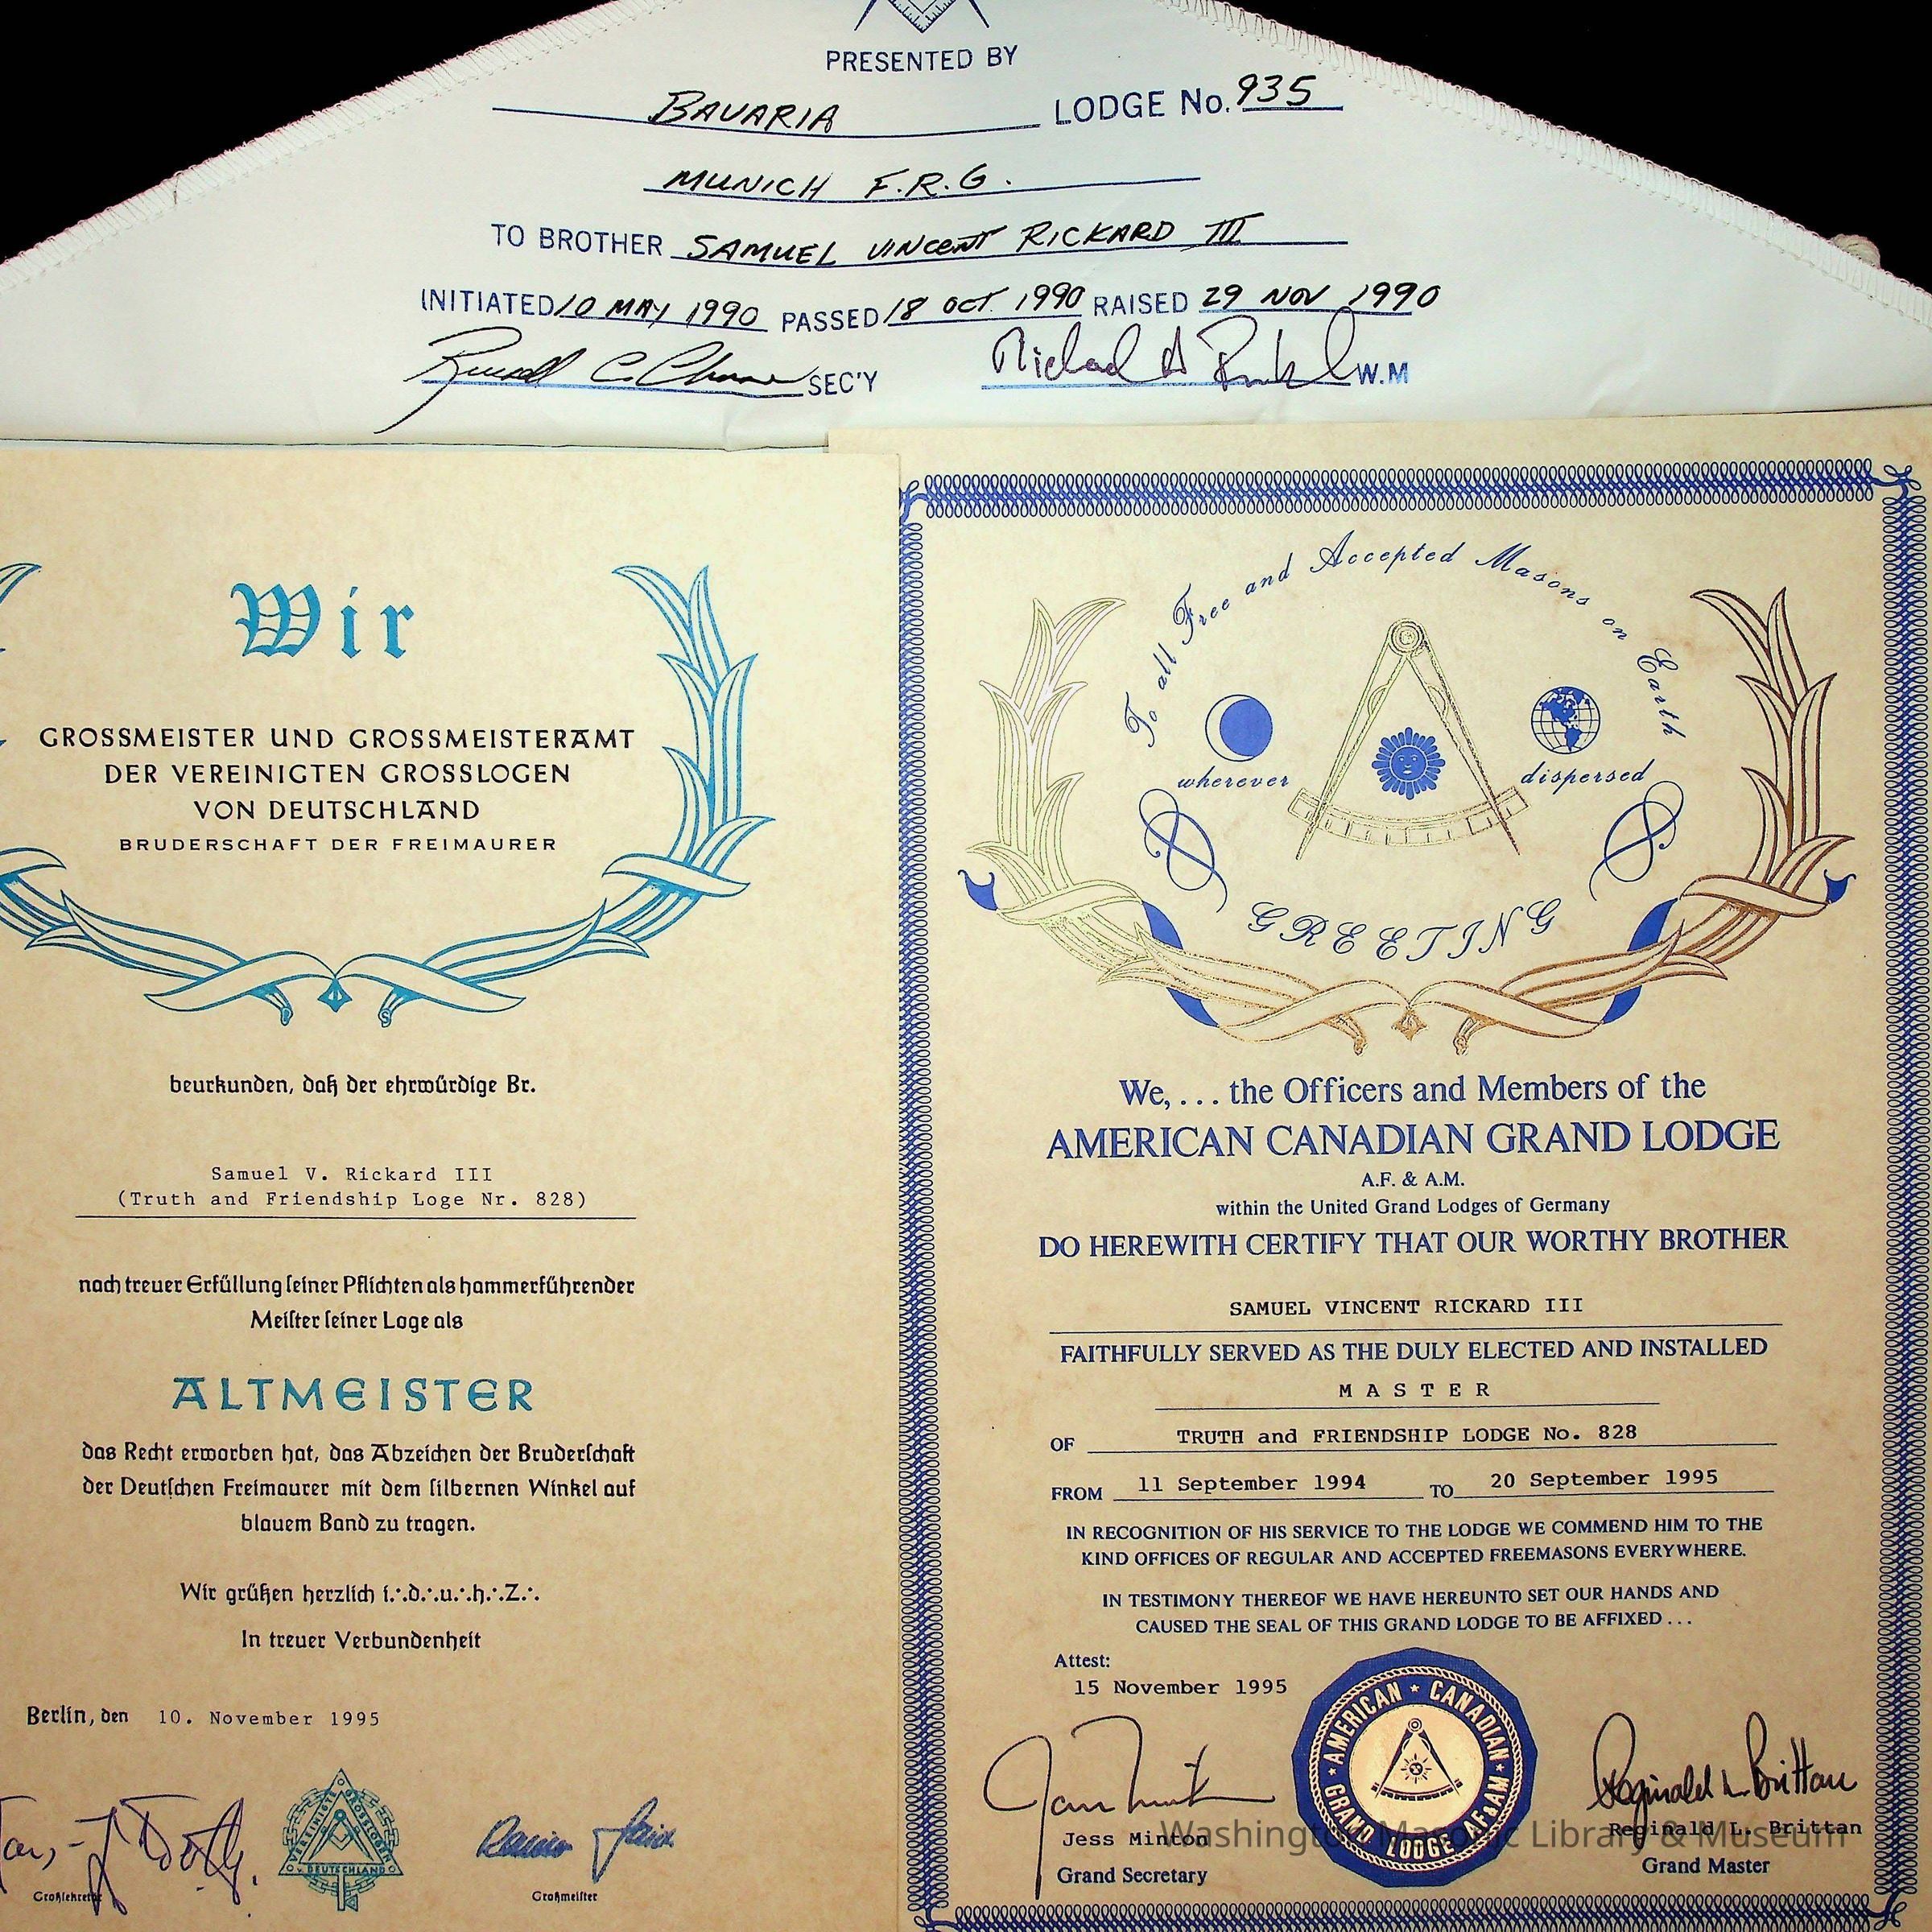 PRESENTED BY
BAVARIA LODGE No. 935
MUNICH F.R.G.
TO BROTHER SAMUEL VINCENT RICKARD III
INITIATED 10 MAY 1990 PASSED 18 OCT. 1990 RAISED 29 NOV 1990
SEC'Y W.M
Wir
GROSSMEISTER UND GROSSMEISTERAMT
DER VEREINIGTEN GROSSLOGEN
VON DEUTSCHLAND
BRUDERSCHAFT DER FREIMAURER
beurkunden, daß der ehrwürdige Br.
Samuel V. Rickard III
(Truth and Friendship Loge Nr. 828)
nach treuer Erfüllung seiner Pflichten als hammerführender
Meister seiner Loge als
ALTMEISTER
das Recht erworben hat, das Abzeichen der Bruderschaft
der Deutschen Freimaurer mit dem silbernen Winkel auf
blauem Band zu tragen.
Wir grüßen herzlich i.∴d.∴u.∴h.∴Z.∴
In treuer Verbundenheit
Berlin, den 10. November 1995
VEREINIGTE GROSSLOGEN
v. DEUTSCHLAND
Großsekretär Großmeister
To all Free and Accepted Masons on Earth
wherever dispersed
GREETING
We, . . . the Officers and Members of the
AMERICAN CANADIAN GRAND LODGE
A.F. & A.M.
within the United Grand Lodges of Germany
DO HEREWITH CERTIFY THAT OUR WORTHY BROTHER
SAMUEL VINCENT RICKARD III
FAITHFULLY SERVED AS THE DULY ELECTED AND INSTALLED
MASTER
OF TRUTH and FRIENDSHIP LODGE No. 828
FROM 11 September 1994 TO 20 September 1995
IN RECOGNITION OF HIS SERVICE TO THE LODGE WE COMMEND HIM TO THE
KIND OFFICES OF REGULAR AND ACCEPTED FREEMASONS EVERYWHERE.
IN TESTIMONY THEREOF WE HAVE HEREUNTO SET OUR HANDS AND
CAUSED THE SEAL OF THIS GRAND LODGE TO BE AFFIXED . . .
Attest:
15 November 1995
AMERICAN * CANADIAN * GRAND LODGE AF&AM *
Reginald L. Brittan
Jess Minton
Grand Secretary
Reginald L. Brittan
Grand Master
Washington Masonic Library & Museum